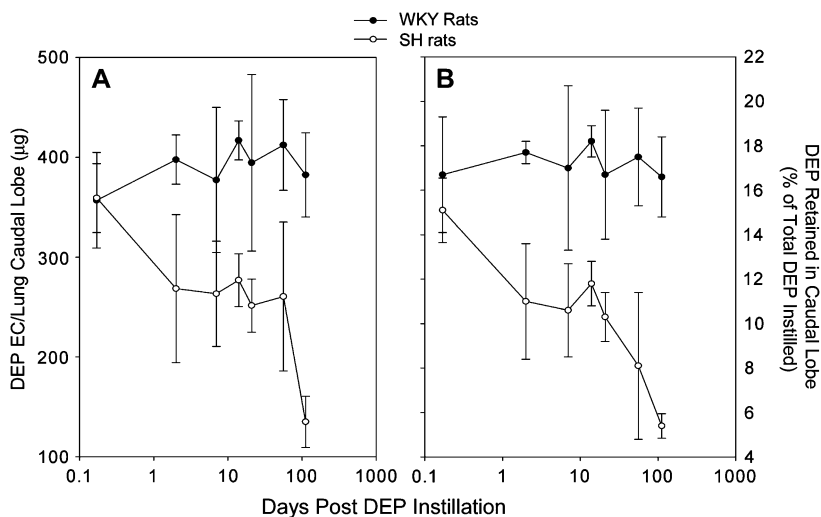 WKY Rats
SH rats
A
500
400
300
200
100
0.1 1 10 100 1000
DEP EC/Lung Caudal Lobe (µg)
B
22
20
18
16
14
12
10
8
6
4
0.1 1 10 100 1000
DEP Retained in Caudal Lobe
(% of Total DEP Instilled)
Days Post DEP Instillation